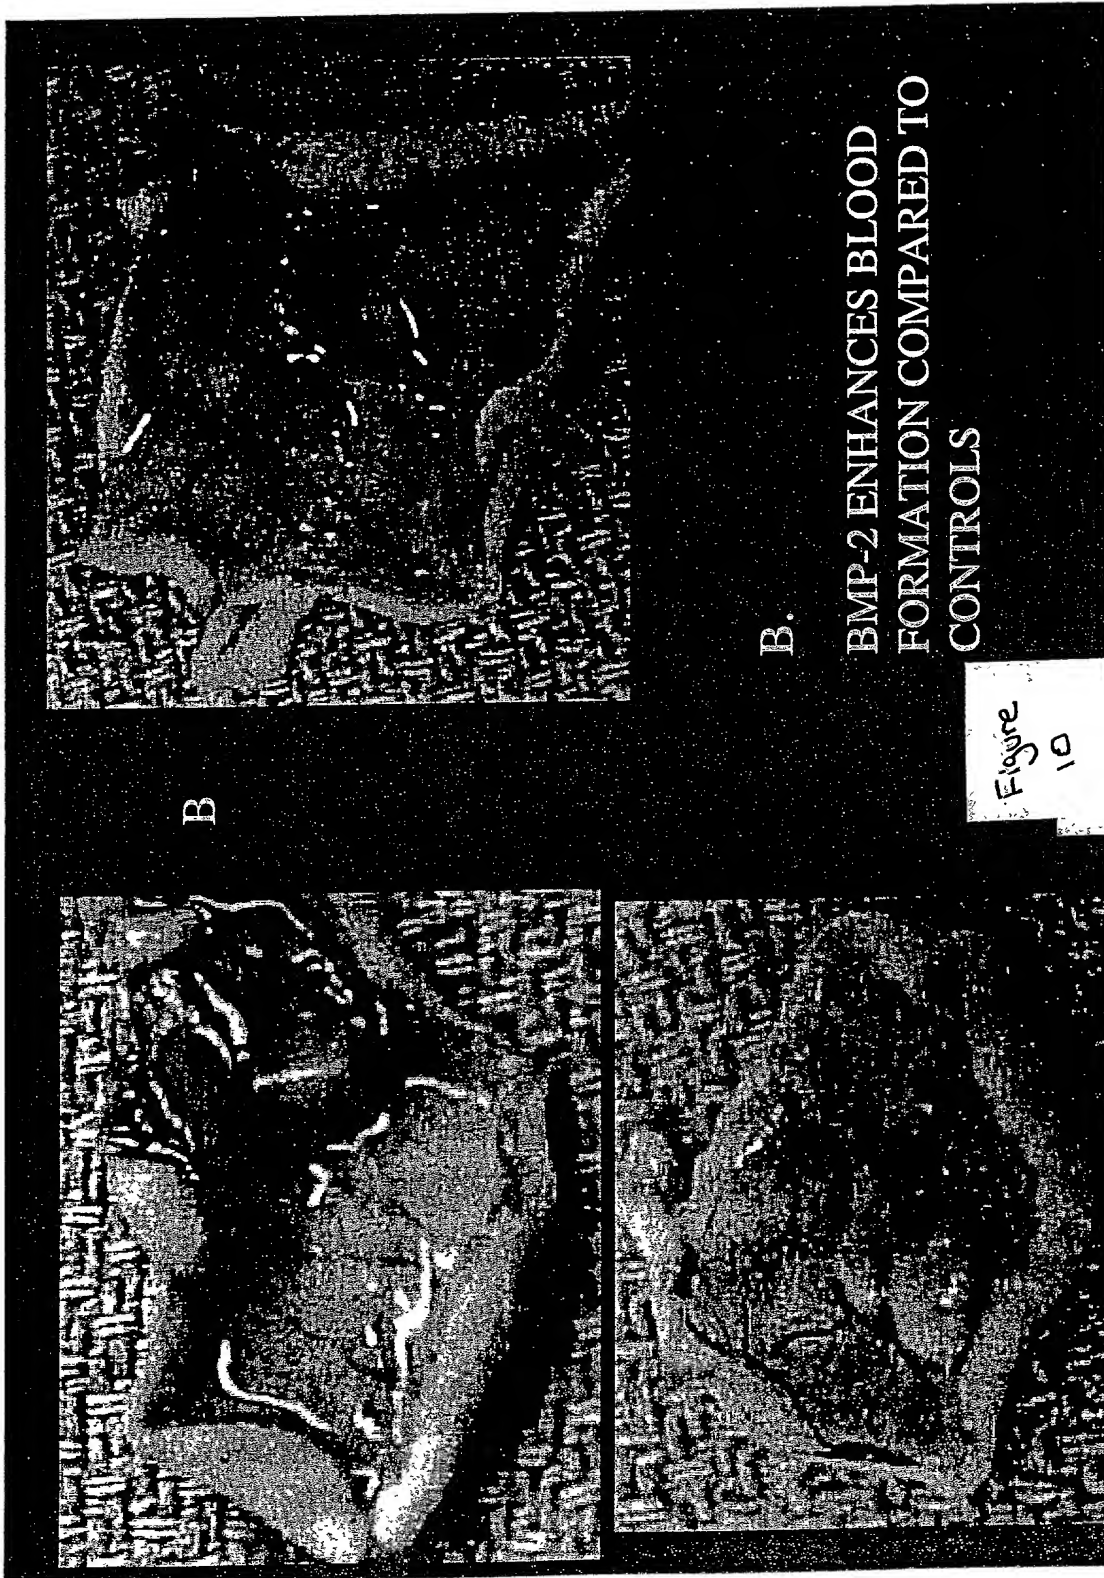 B
B.
BMP-2 ENHANCES BLOOD
FORMATION COMPARED TO
CONTROLS
Figure
10